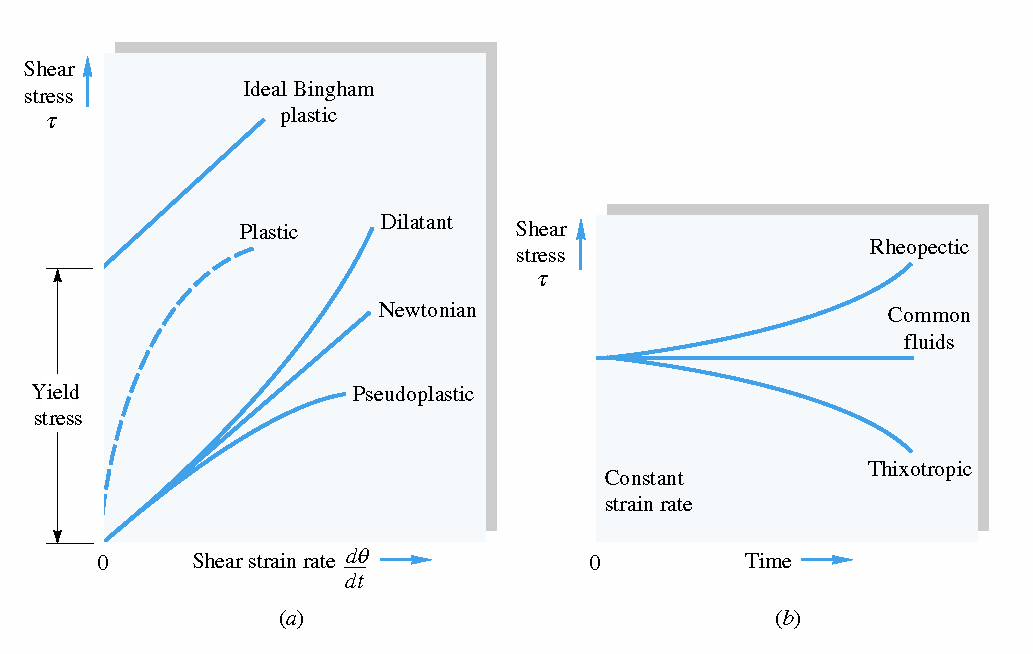 Shear
stress
τ
Ideal Bingham
plastic
Plastic
Dilatant
Newtonian
Pseudoplastic
Yield
stress
0
Shear strain rate dθ
dt
(a)
Shear
stress
τ
Rheopectic
Common
fluids
Thixotropic
Constant
strain rate
0
Time
(b)